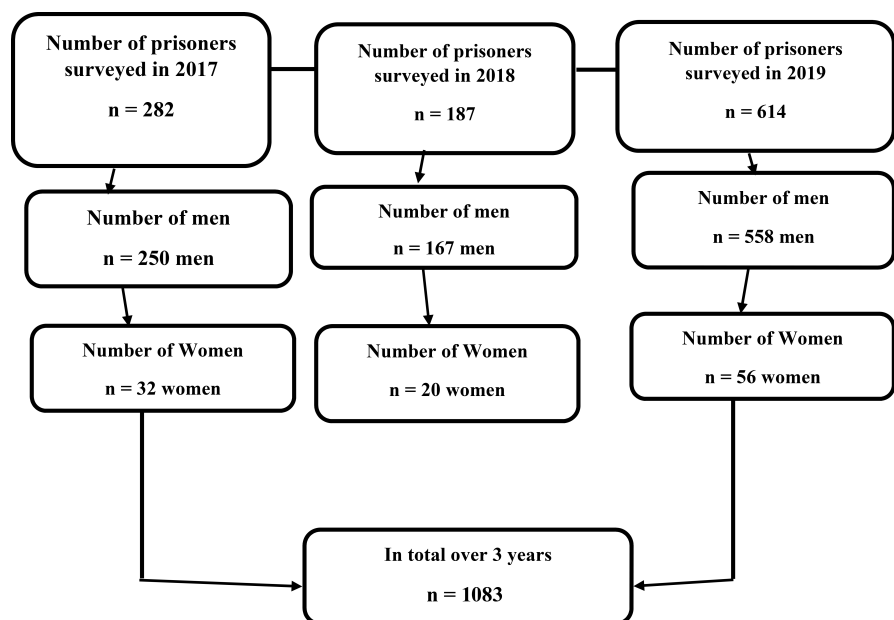 Number of prisoners
surveyed in 2017
n = 282
Number of prisoners
surveyed in 2018
n = 187
Number of prisoners
surveyed in 2019
n = 614
Number of men
n = 250 men
Number of men
n = 167 men
Number of men
n = 558 men
Number of Women
n = 32 women
Number of Women
n = 20 women
Number of Women
n = 56 women
In total over 3 years
n = 1083